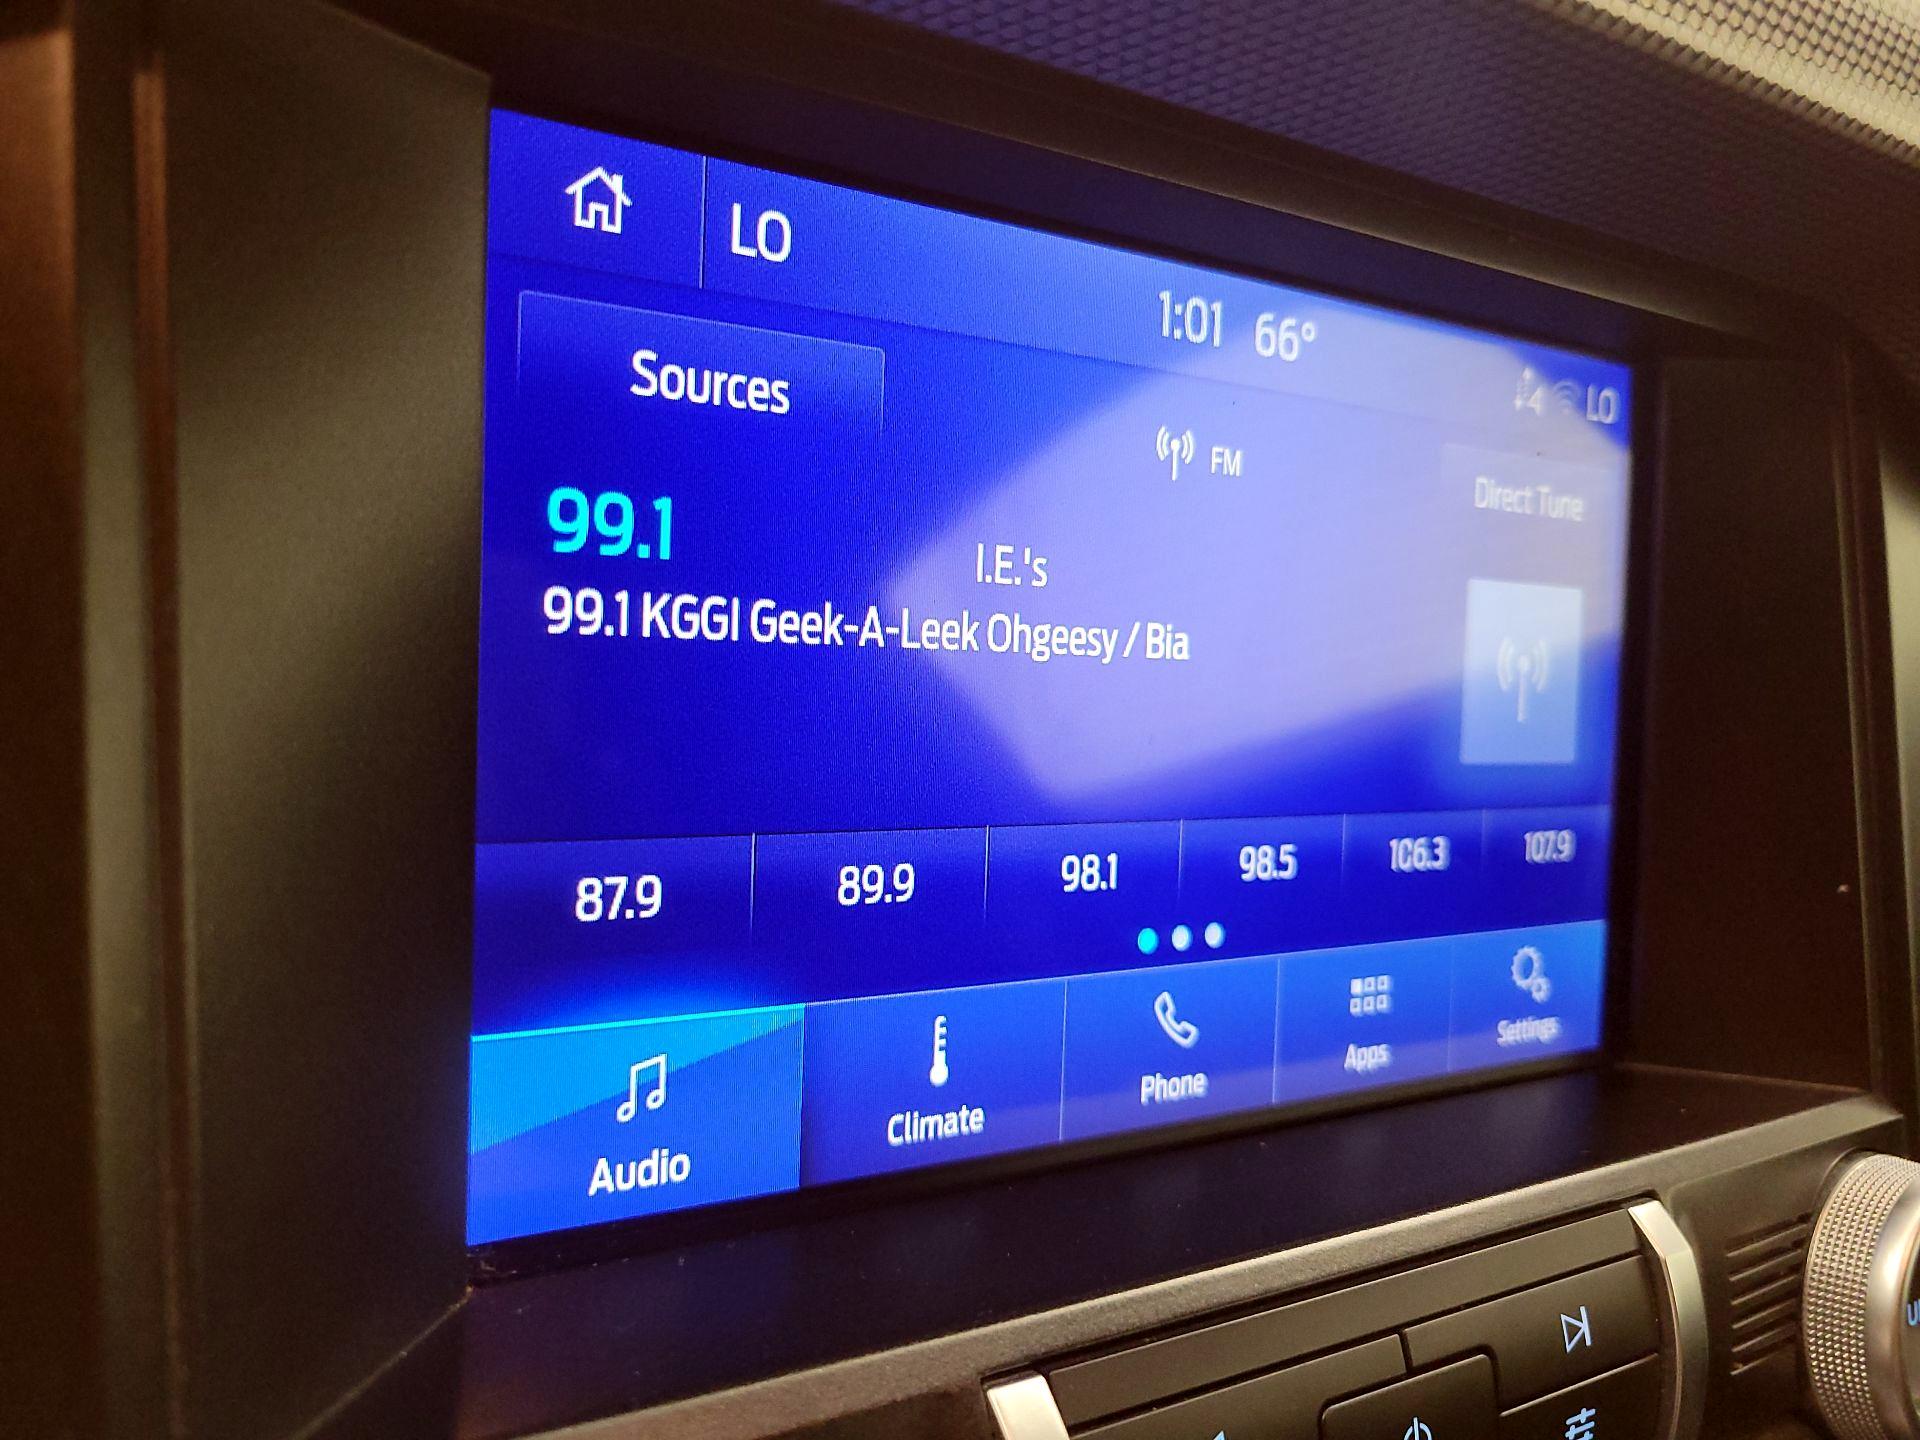 LO
1:01 66°
4 LO
Sources
FM
Direct Tune
99.1
I.E.'s
99.1 KGGI Geek-A-Leek Ohgeesy / Bia
87.9 89.9 98.1 98.5 106.3 107.9
Audio Climate Phone Apps Settings